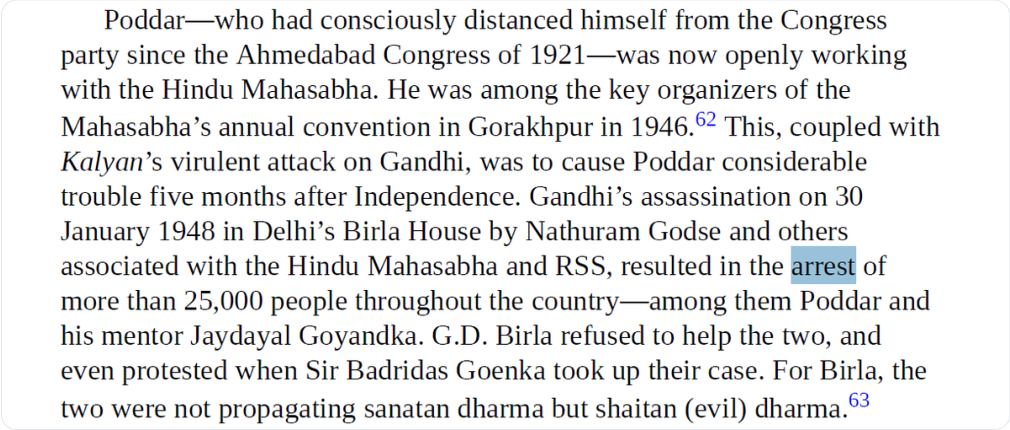 Poddar—who had consciously distanced himself from the Congress
party since the Ahmedabad Congress of 1921—was now openly working
with the Hindu Mahasabha. He was among the key organizers of the
Mahasabha’s annual convention in Gorakhpur in 1946.62 This, coupled with
Kalyan’s virulent attack on Gandhi, was to cause Poddar considerable
trouble five months after Independence. Gandhi’s assassination on 30
January 1948 in Delhi’s Birla House by Nathuram Godse and others
associated with the Hindu Mahasabha and RSS, resulted in the arrest of
more than 25,000 people throughout the country—among them Poddar and
his mentor Jaydayal Goyandka. G.D. Birla refused to help the two, and
even protested when Sir Badridas Goenka took up their case. For Birla, the
two were not propagating sanatan dharma but shaitan (evil) dharma.63